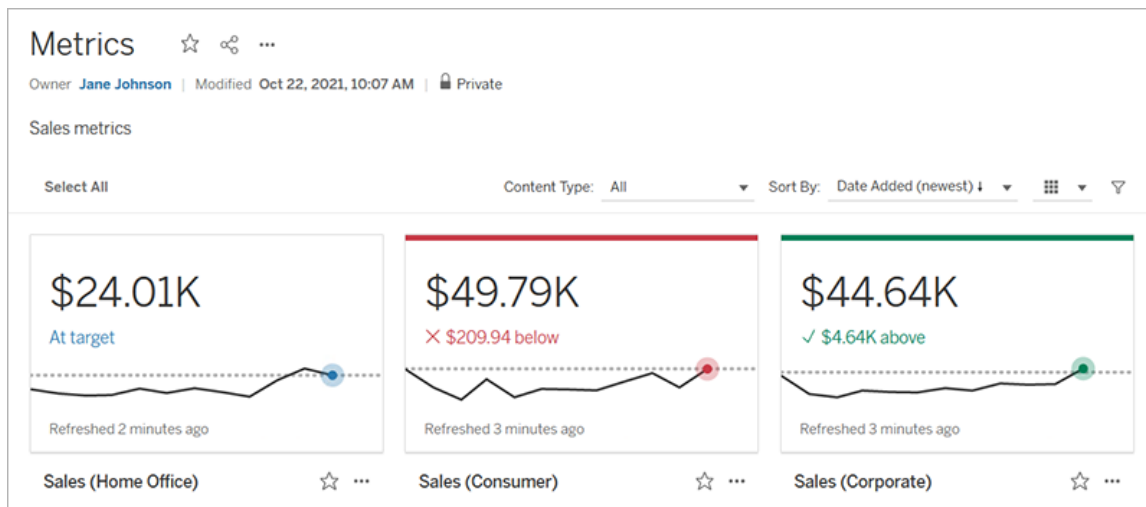 Metrics
Owner Jane Johnson | Modified Oct 22, 2021, 10:07 AM | Private
Sales metrics
Select All Content Type: All Sort By: Date Added (newest)
$24.01K
At target
Refreshed 2 minutes ago
Sales (Home Office)
$49.79K
$209.94 below
Refreshed 3 minutes ago
Sales (Consumer)
$44.64K
$4.64K above
Refreshed 3 minutes ago
Sales (Corporate)